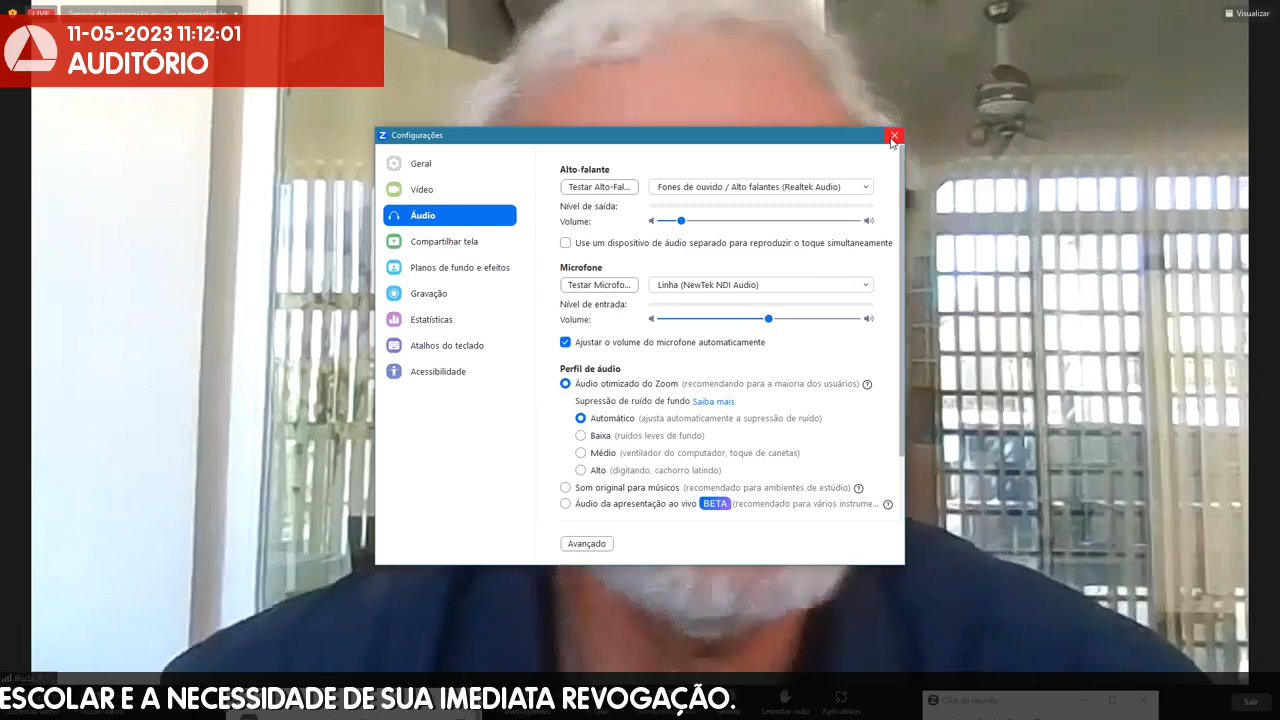 LIVE
Visualizar
11-05-2023 11:12:01
AUDITÓRIO
Configurações
Geral
Vídeo
Áudio
Compartilhar tela
Planos de fundo e efeitos
Gravação
Estatísticas
Atalhos do teclado
Acessibilidade
Alto-falante
Testar Alto-Fal...
Fones de ouvido / Alto falantes (Realtek Audio)
Nível de saída:
Volume:
Use um dispositivo de áudio separado para reproduzir o toque simultaneamente
Microfone
Testar Microfo...
Linha (NewTek NDI Audio)
Nível de entrada:
Volume:
Ajustar o volume do microfone automaticamente
Perfil de áudio
Áudio otimizado do Zoom (recomendando para a maioria dos usuários)
Supressão de ruído de fundo Saiba mais
Automático (ajusta automaticamente a supressão de ruído)
Baixa (ruídos leves de fundo)
Médio (ventilador do computador, toque de canetas)
Alto (digitando, cachorro latindo)
Som original para músicos (recomendado para ambientes de estúdio)
Áudio da apresentação ao vivo BETA (recomendado para vários instrume...
Avançado
ESCOLAR E A NECESSIDADE DE SUA IMEDIATA REVOGAÇÃO.
Levantar mão
Aplicativos
Chat da reunião
Sair